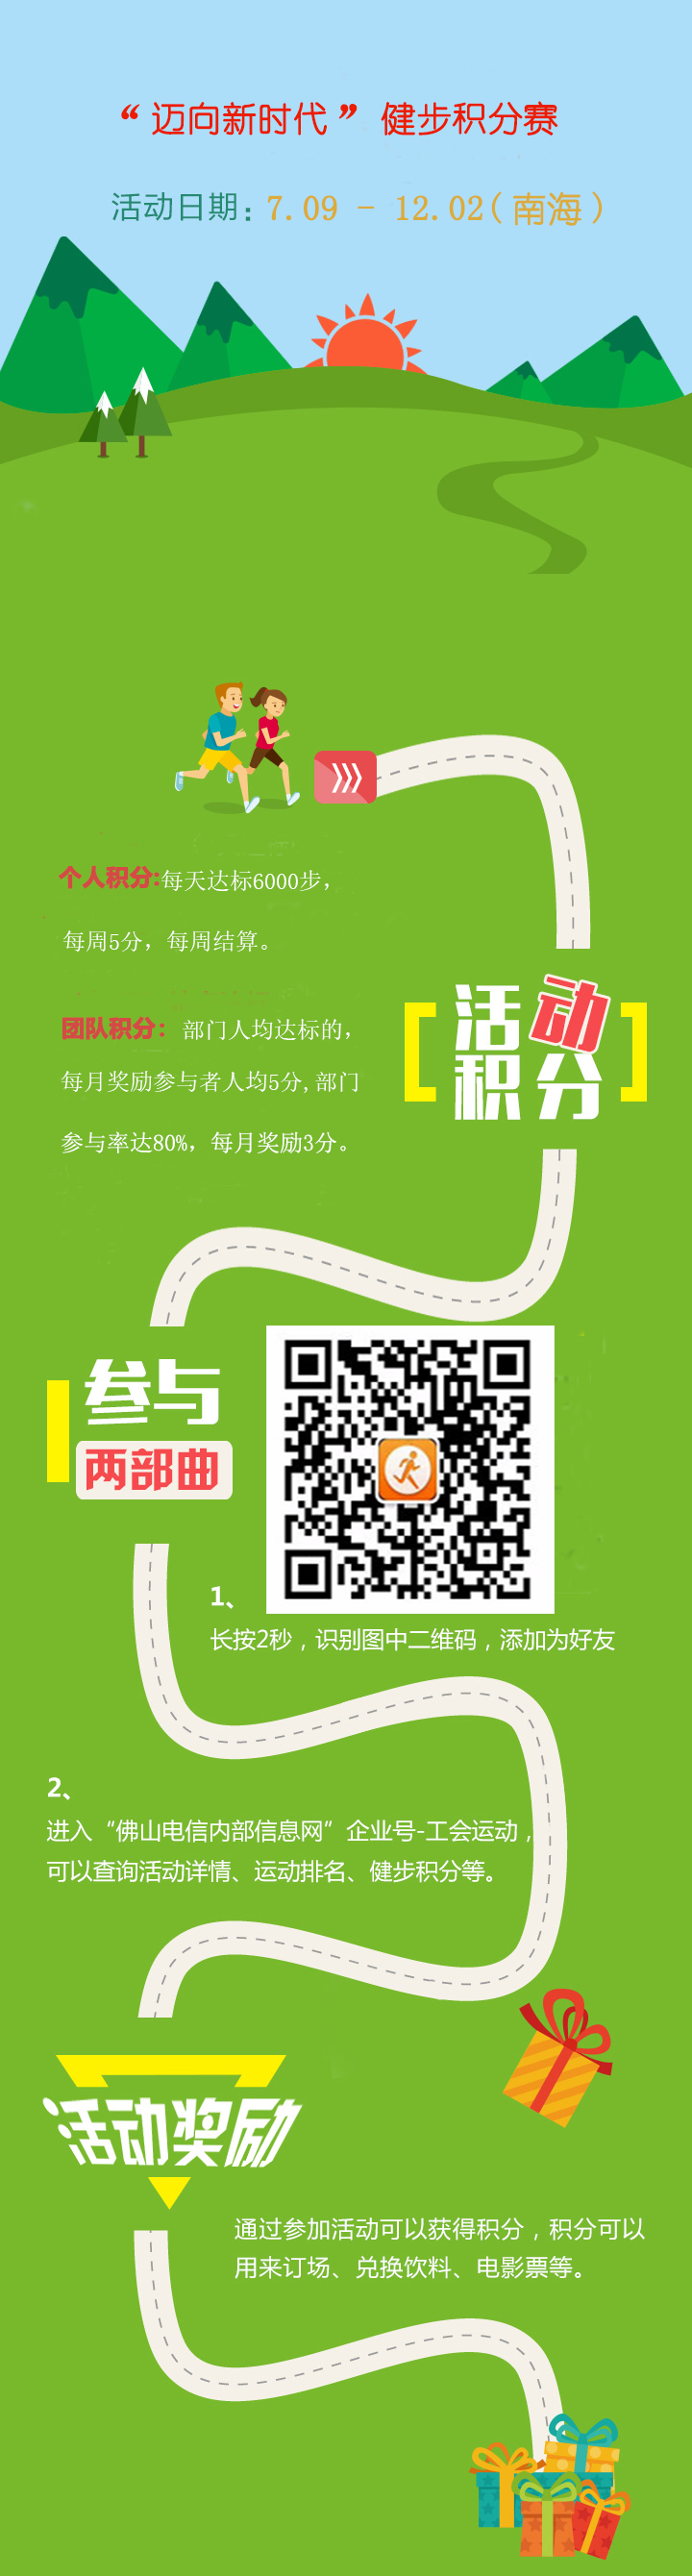 “迈向新时代”健步积分赛
活动日期：7.09 - 12.02(南海)
个人积分:每天达标6000步，
每周5分，每周结算。
团队积分：部门人均达标的，
每月奖励参与者人均5分,部门
参与率达80%，每月奖励3分。
活动
积分
参与
两部曲
1、
长按2秒，识别图中二维码，添加为好友
2、
进入“佛山电信内部信息网”企业号-工会运动，
可以查询活动详情、运动排名、健步积分等。
活动奖励
通过参加活动可以获得积分，积分可以
用来订场、兑换饮料、电影票等。